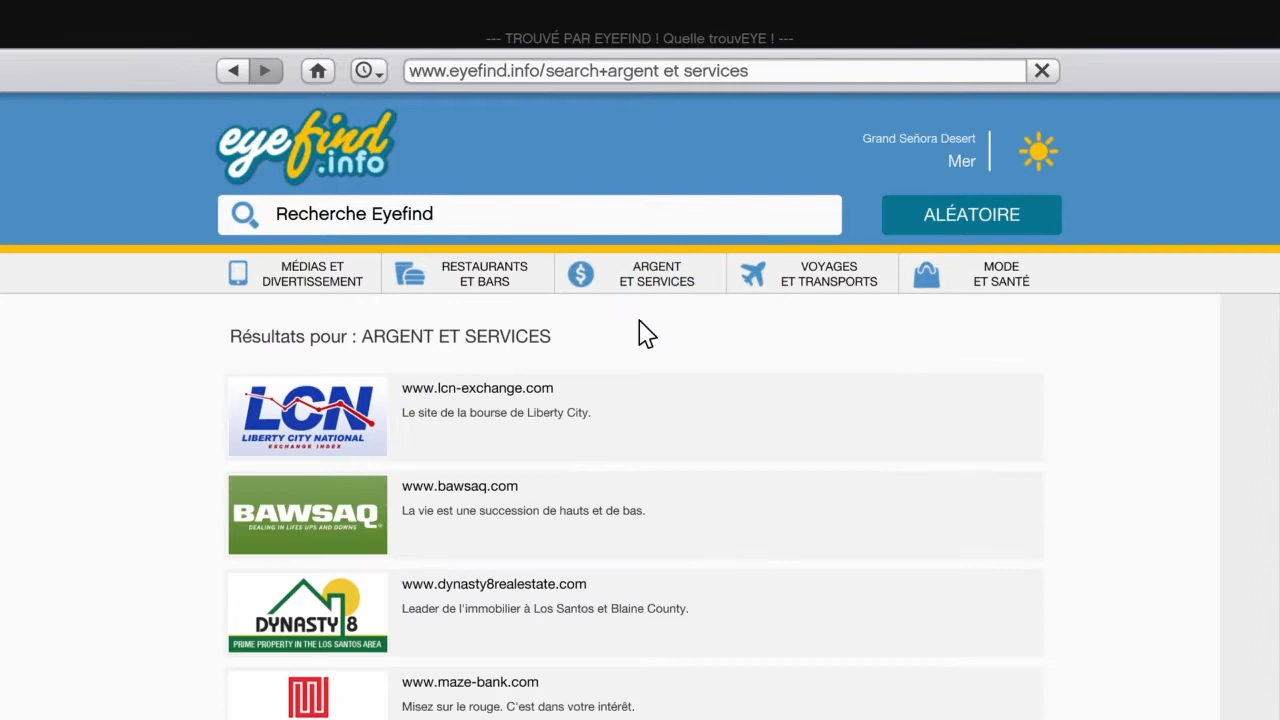 --- TROUVÉ PAR EYEFIND ! Quelle trouvEYE ! ---
www.eyefind.info/search+argent et services
eyefind
.info
Grand Señora Desert
Mer
Recherche Eyefind
ALÉATOIRE
MÉDIAS ET
DIVERTISSEMENT
RESTAURANTS
ET BARS
ARGENT
ET SERVICES
VOYAGES
ET TRANSPORTS
MODE
ET SANTÉ
Résultats pour : ARGENT ET SERVICES
LCN
LIBERTY CITY NATIONAL
EXCHANGE INDEX
www.lcn-exchange.com
Le site de la bourse de Liberty City.
BAWSAQ
DEALING IN LIFES UPS AND DOWNS
www.bawsaq.com
La vie est une succession de hauts et de bas.
DYNASTY 8
PRIME PROPERTY IN THE LOS SANTOS AREA
www.dynasty8realestate.com
Leader de l'immobilier à Los Santos et Blaine County.
www.maze-bank.com
Misez sur le rouge. C'est dans votre intérêt.